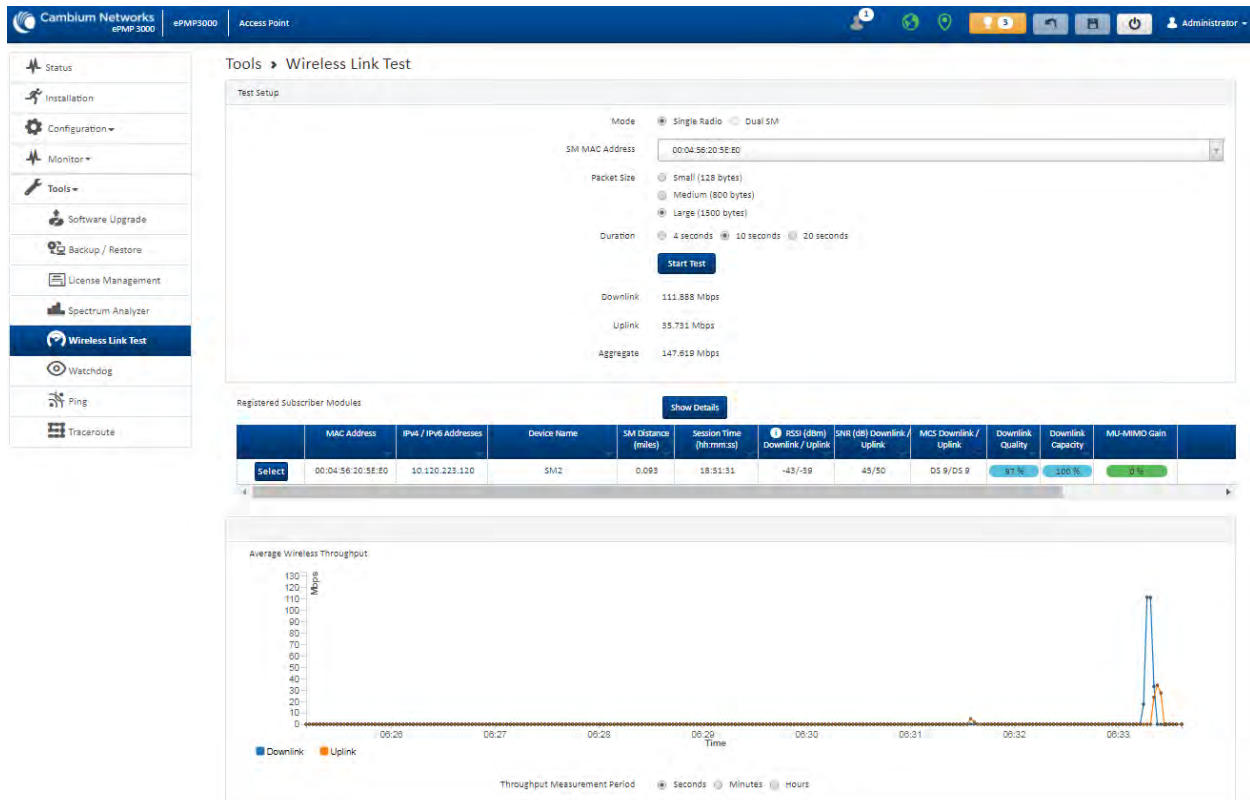 Cambium Networks
ePMP 3000
ePMP3000
Access Point
1
3
Administrator
Status
Installation
Configuration
Monitor
Tools
Software Upgrade
Backup / Restore
License Management
Spectrum Analyzer
Wireless Link Test
Watchdog
Ping
Traceroute
Tools > Wireless Link Test
Test Setup
Mode Single Radio Dual SM
SM MAC Address 00:04:56:20:5E:E0
Packet Size Small (128 bytes)
Medium (800 bytes)
Large (1500 bytes)
Duration 4 seconds 10 seconds 20 seconds
Start Test
Downlink 111.888 Mbps
Uplink 35.731 Mbps
Aggregate 147.619 Mbps
Registered Subscriber Modules
Show Details
MAC Address IPv4 / IPv6 Addresses Device Name SM Distance (miles) Session Time (hh:mm:ss) RSSI (dBm) Downlink / Uplink SNR (dB) Downlink / Uplink MCS Downlink / Uplink Downlink Quality Downlink Capacity MU-MIMO Gain
Select 00:04:56:20:5E:E0 10.120.223.120 SM2 0.093 18:51:31 -43/-39 45/50 DS 9/DS 9 97 % 100 % 0 %
Average Wireless Throughput
Mbps
130
120
110
100
90
80
70
60
50
40
30
20
10
0
06:26 06:27 06:28 06:29 06:30 06:31 06:32 06:33
Time
Downlink Uplink
Throughput Measurement Period Seconds Minutes Hours